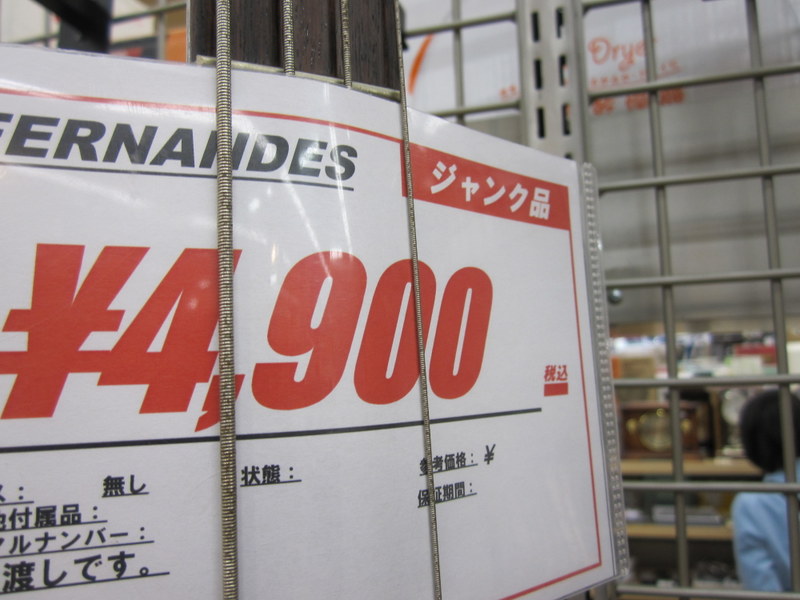 FERNANDES
ジャンク品
¥4,900
税込
ス： 無し
状態：
参考価格：¥
他付属品：
保証期間：
アルナンバー：
渡しです。